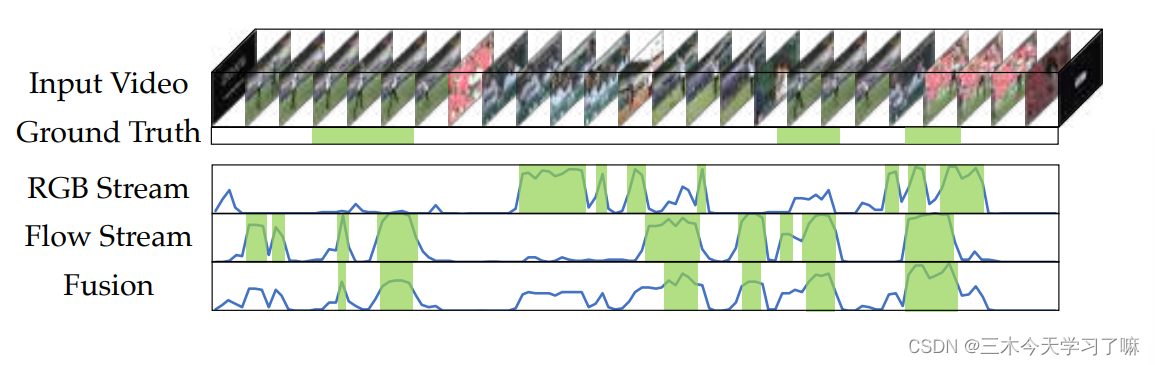 Input Video
Ground Truth
RGB Stream
Flow Stream
Fusion
CSDN @三木今天学习了嘛